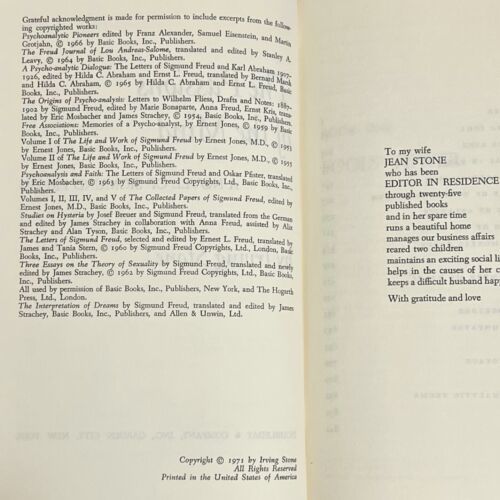 Grateful acknowledgment is made for permission to include excerpts from the follow-
ing copyrighted works:
Psychoanalytic Pioneers edited by Franz Alexander, Samuel Eisenstein, and Martin
Grotjahn, © 1966 by Basic Books, Inc., Publishers.
The Freud Journal of Lou Andreas-Salome, translated and edited by Stanley A.
Leavy, © 1964 by Basic Books, Inc., Publishers.
A Psycho-analytic Dialogue: The Letters of Sigmund Freud and Karl Abraham 1907-
1926, edited by Hilda C. Abraham and Ernst L. Freud, translated by Bernard Marsh
and Hilda C. Abraham, © 1965 by Hilda C. Abraham and Ernst L. Freud, Basic
Books, Inc., Publishers.
The Origins of Psycho-analysis: Letters to Wilhelm Fliess, Drafts and Notes: 1887-
1902 by Sigmund Freud, edited by Marie Bonaparte, Anna Freud, Ernst Kris, trans-
lated by Eric Mosbacher and James Strachey, © 1954, Basic Books, Inc., Publishers.
Free Associations: Memories of a Psycho-analyst, by Ernest Jones, © 1959 by Basic
Books, Inc., Publishers.
Volume I of The Life and Work of Sigmund Freud by Ernest Jones, M.D., © 1953
by Ernest Jones, Basic Books, Inc., Publishers.
Volume II of The Life and Work of Sigmund Freud by Ernest Jones, M.D., © 1955
by Ernest Jones, Basic Books, Inc., Publishers.
Psychoanalysis and Faith: The Letters of Sigmund Freud and Oskar Pfister, translated
by Eric Mosbacher, © 1963 by Sigmund Freud Copyrights, Ltd., Basic Books, Inc.,
Publishers.
Volumes I, II, III, IV, and V of The Collected Papers of Sigmund Freud, edited by
Ernest Jones, M.D., Basic Books, Inc., Publishers.
Studies on Hysteria by Josef Breuer and Sigmund Freud, translated from the German
and edited by James Strachey in collaboration with Anna Freud, assisted by Alix
Strachey and Alan Tyson, Basic Books, Inc., Publishers.
The Letters of Sigmund Freud, selected and edited by Ernst L. Freud, translated by
James and Tania Stern, © 1960 by Sigmund Freud Copyrights, Ltd., London, Basic
Books, Inc., Publishers.
Three Essays on the Theory of Sexuality by Sigmund Freud, translated and newly
edited by James Strachey, © 1962 by Sigmund Freud Copyrights, Ltd., Basic Books,
Inc., Publishers.
All used by permission of Basic Books, Inc., Publishers, New York, and The Hogarth
Press, Ltd., London.
The Interpretation of Dreams by Sigmund Freud, translated and edited by James
Strachey, Basic Books, Inc., Publishers, and Allen & Unwin, Ltd.
Copyright © 1971 by Irving Stone
All Rights Reserved
Printed in the United States of America
To my wife
JEAN STONE
who has been
EDITOR IN RESIDENCE
through twenty-five
published books
and in her spare time
runs a beautiful home
manages our business affairs
reared two children
maintains an exciting social li
helps in the causes of her c
keeps a difficult husband hap
With gratitude and love